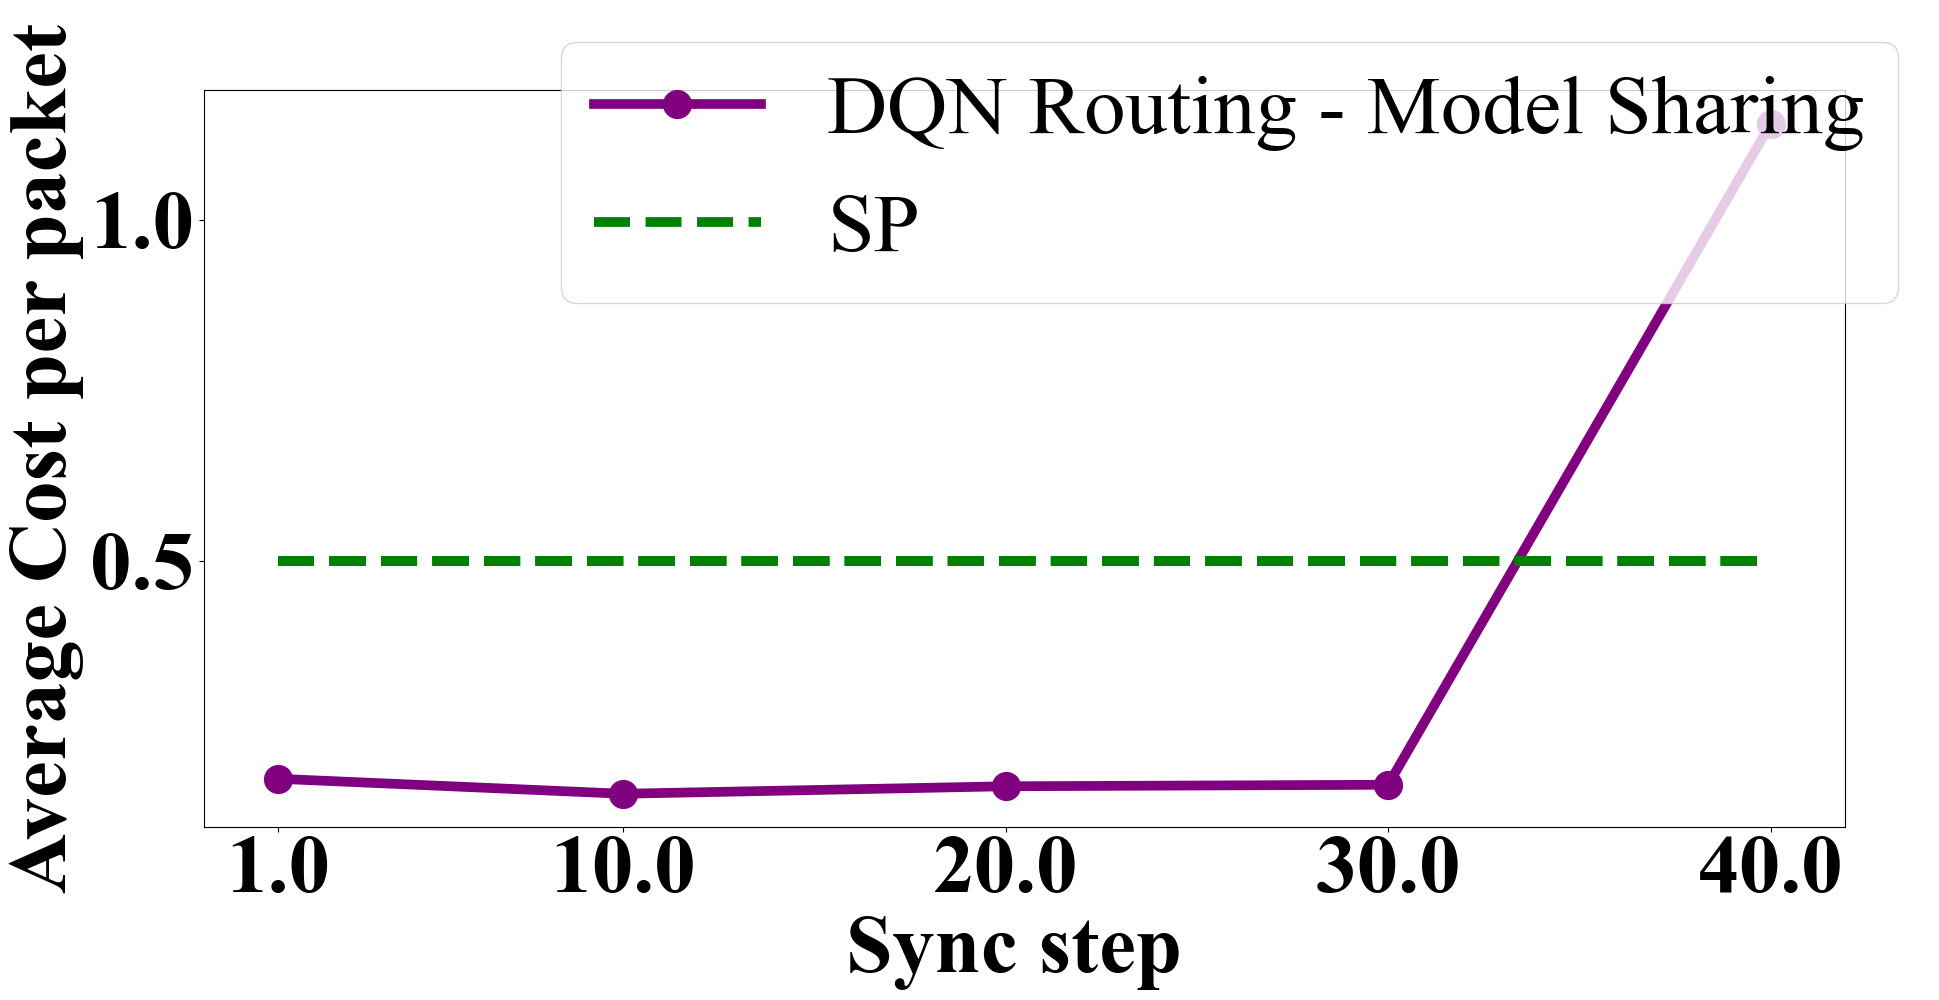 DQN Routing - Model Sharing
SP
Average Cost per packet
1.0
0.5
1.0 10.0 20.0 30.0 40.0
Sync step